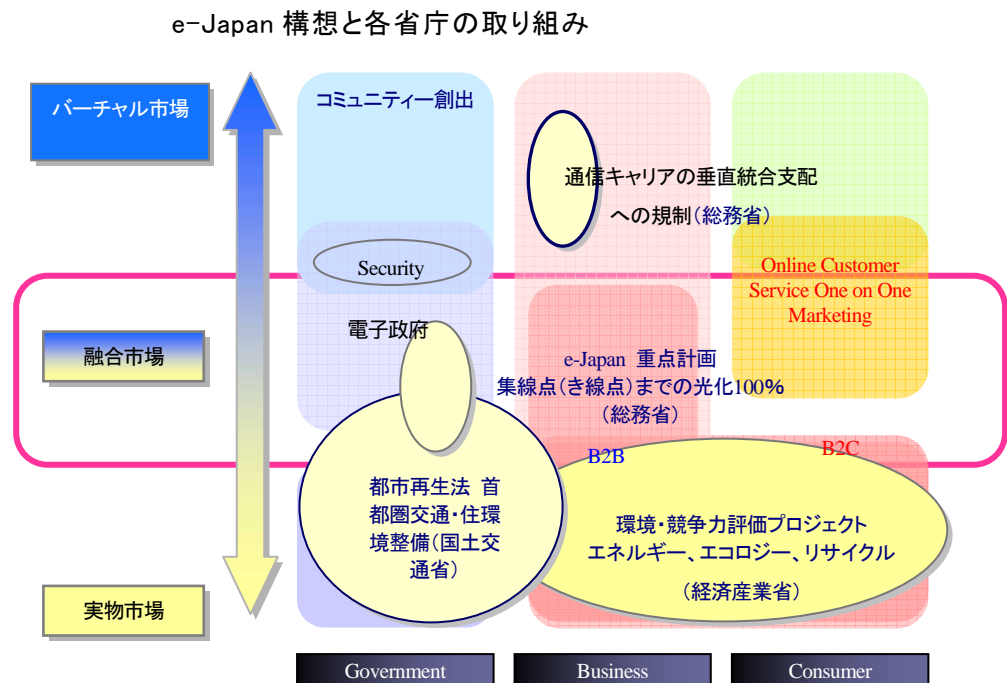 e-Japan 構想と各省庁の取り組み
バーチャル市場
コミュニティー創出
通信キャリアの垂直統合支配
への規制(総務省)
Security
Online Customer
Service One on One
Marketing
融合市場
電子政府
e-Japan 重点計画
集線点(き線点)までの光化100%
(総務省)
B2B
B2C
都市再生法 首
都圏交通・住環
境整備(国土交
通省)
環境・競争力評価プロジェクト
エネルギー、エコロジー、リサイクル
(経済産業省)
実物市場
Government
Business
Consumer